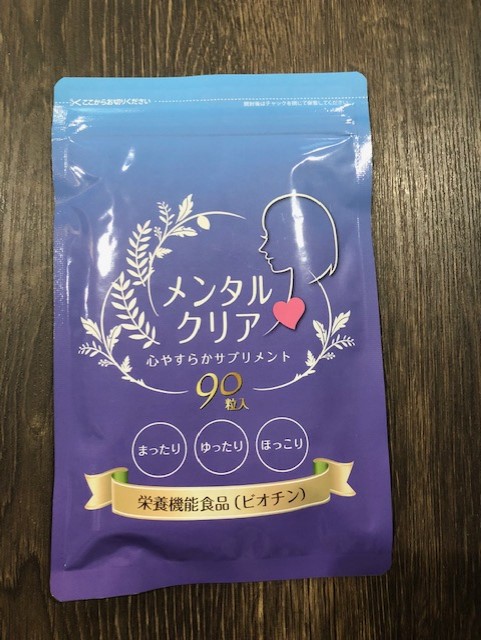 ここからお切りください
開封後はチャックを閉じて保管してください。
メンタル
クリア
心やすらかサプリメント
90粒入
まったり
ゆったり
ほっこり
栄養機能食品(ビオチン)